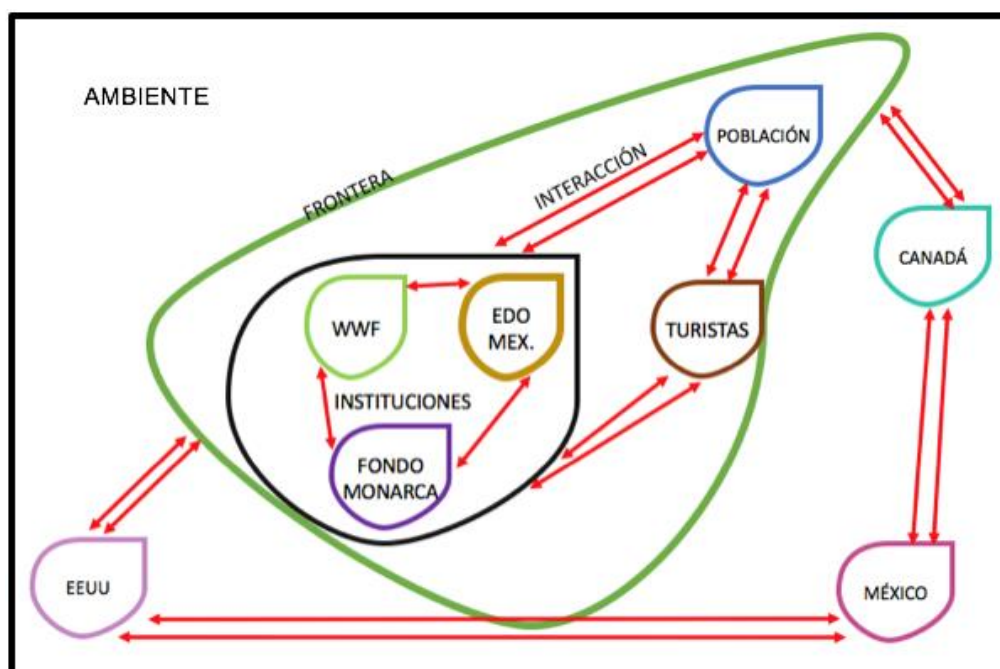 AMBIENTE
FRONTERA
INTERACCIÓN
POBLACIÓN
CANADÁ
WWF
EDO
MEX.
TURISTAS
INSTITUCIONES
FONDO
MONARCA
EEUU
MÉXICO